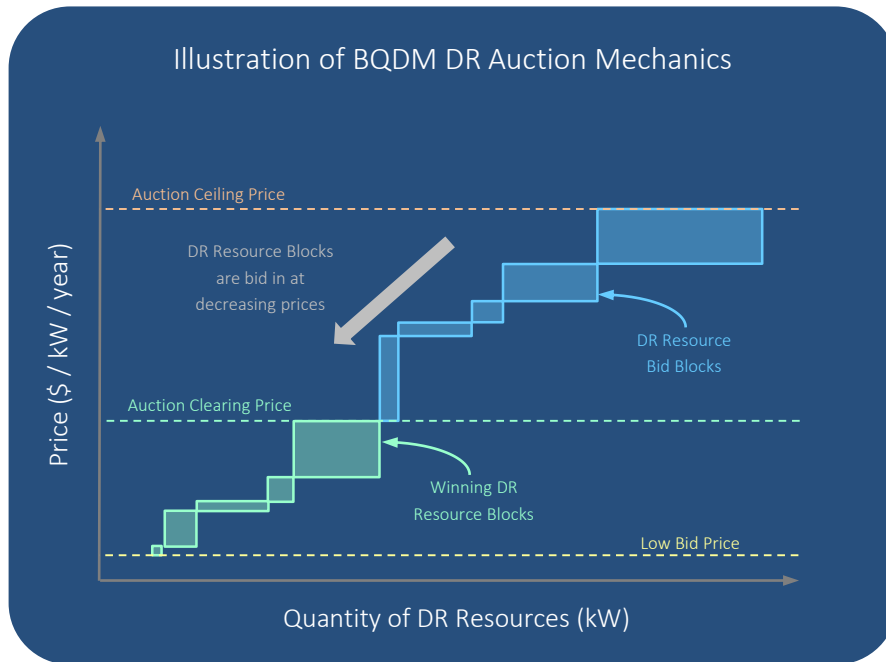 Illustration of BQDM DR Auction Mechanics
Auction Ceiling Price
DR Resource Blocks
are bid in at
decreasing prices
DR Resource
Bid Blocks
Auction Clearing Price
Winning DR
Resource Blocks
Low Bid Price
Price ($ / kW / year)
Quantity of DR Resources (kW)